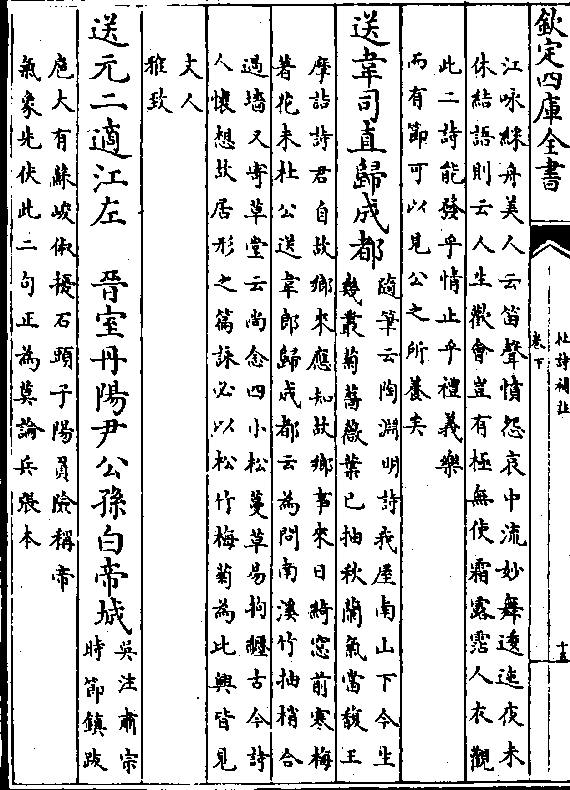 欽定四庫全書
杜詩補註
卷下
十五
江咏綵舟美人云笛聲憤怨哀中流妙舞逶迤夜未
休結語則云人生歡會豈有極無使霜露霑人衣觀
此二詩能發乎情止乎禮義樂
而有節可以見公之所養矣
送韋司直歸成都
隨筆云陶淵明詩我屋南山下今生
幾叢菊薔薇葉已抽秋蘭氣當馥王
摩詰詩君自故鄉來應知故鄉事來日綺窓前寒梅
著花未杜公送韋郎歸成都云為問南溪竹抽梢合
過墻又寄草堂云尚念四小松蔓草易拘纏古今詩
人懷想故居形之篇詠必以松竹梅菊為比興皆見
丈人
雅致
送元二適江左 晉室丹陽尹公孫白帝城
吳注肅宗
時節鎮跋
扈大有蘇峻俶擾石頭子陽負險稱帝
氣象先伏此二句正為莫論兵張本